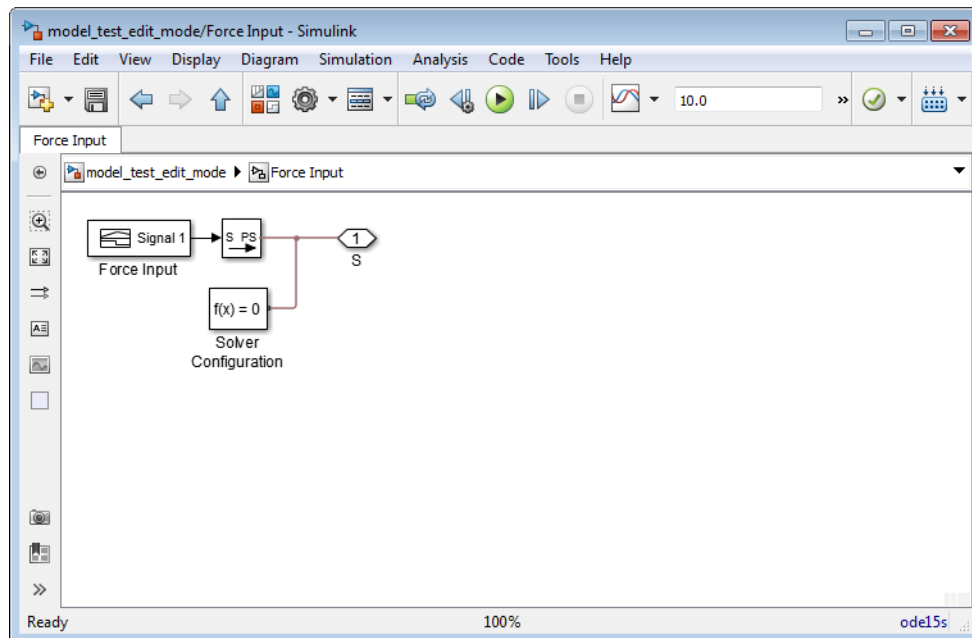 model_test_edit_mode/Force Input - Simulink
File Edit View Display Diagram Simulation Analysis Code Tools Help
10.0 »
Force Input
model_test_edit_mode Force Input
Signal 1 S PS 1
Force Input S
f(x) = 0
Solver
Configuration
»
Ready 100% ode15s